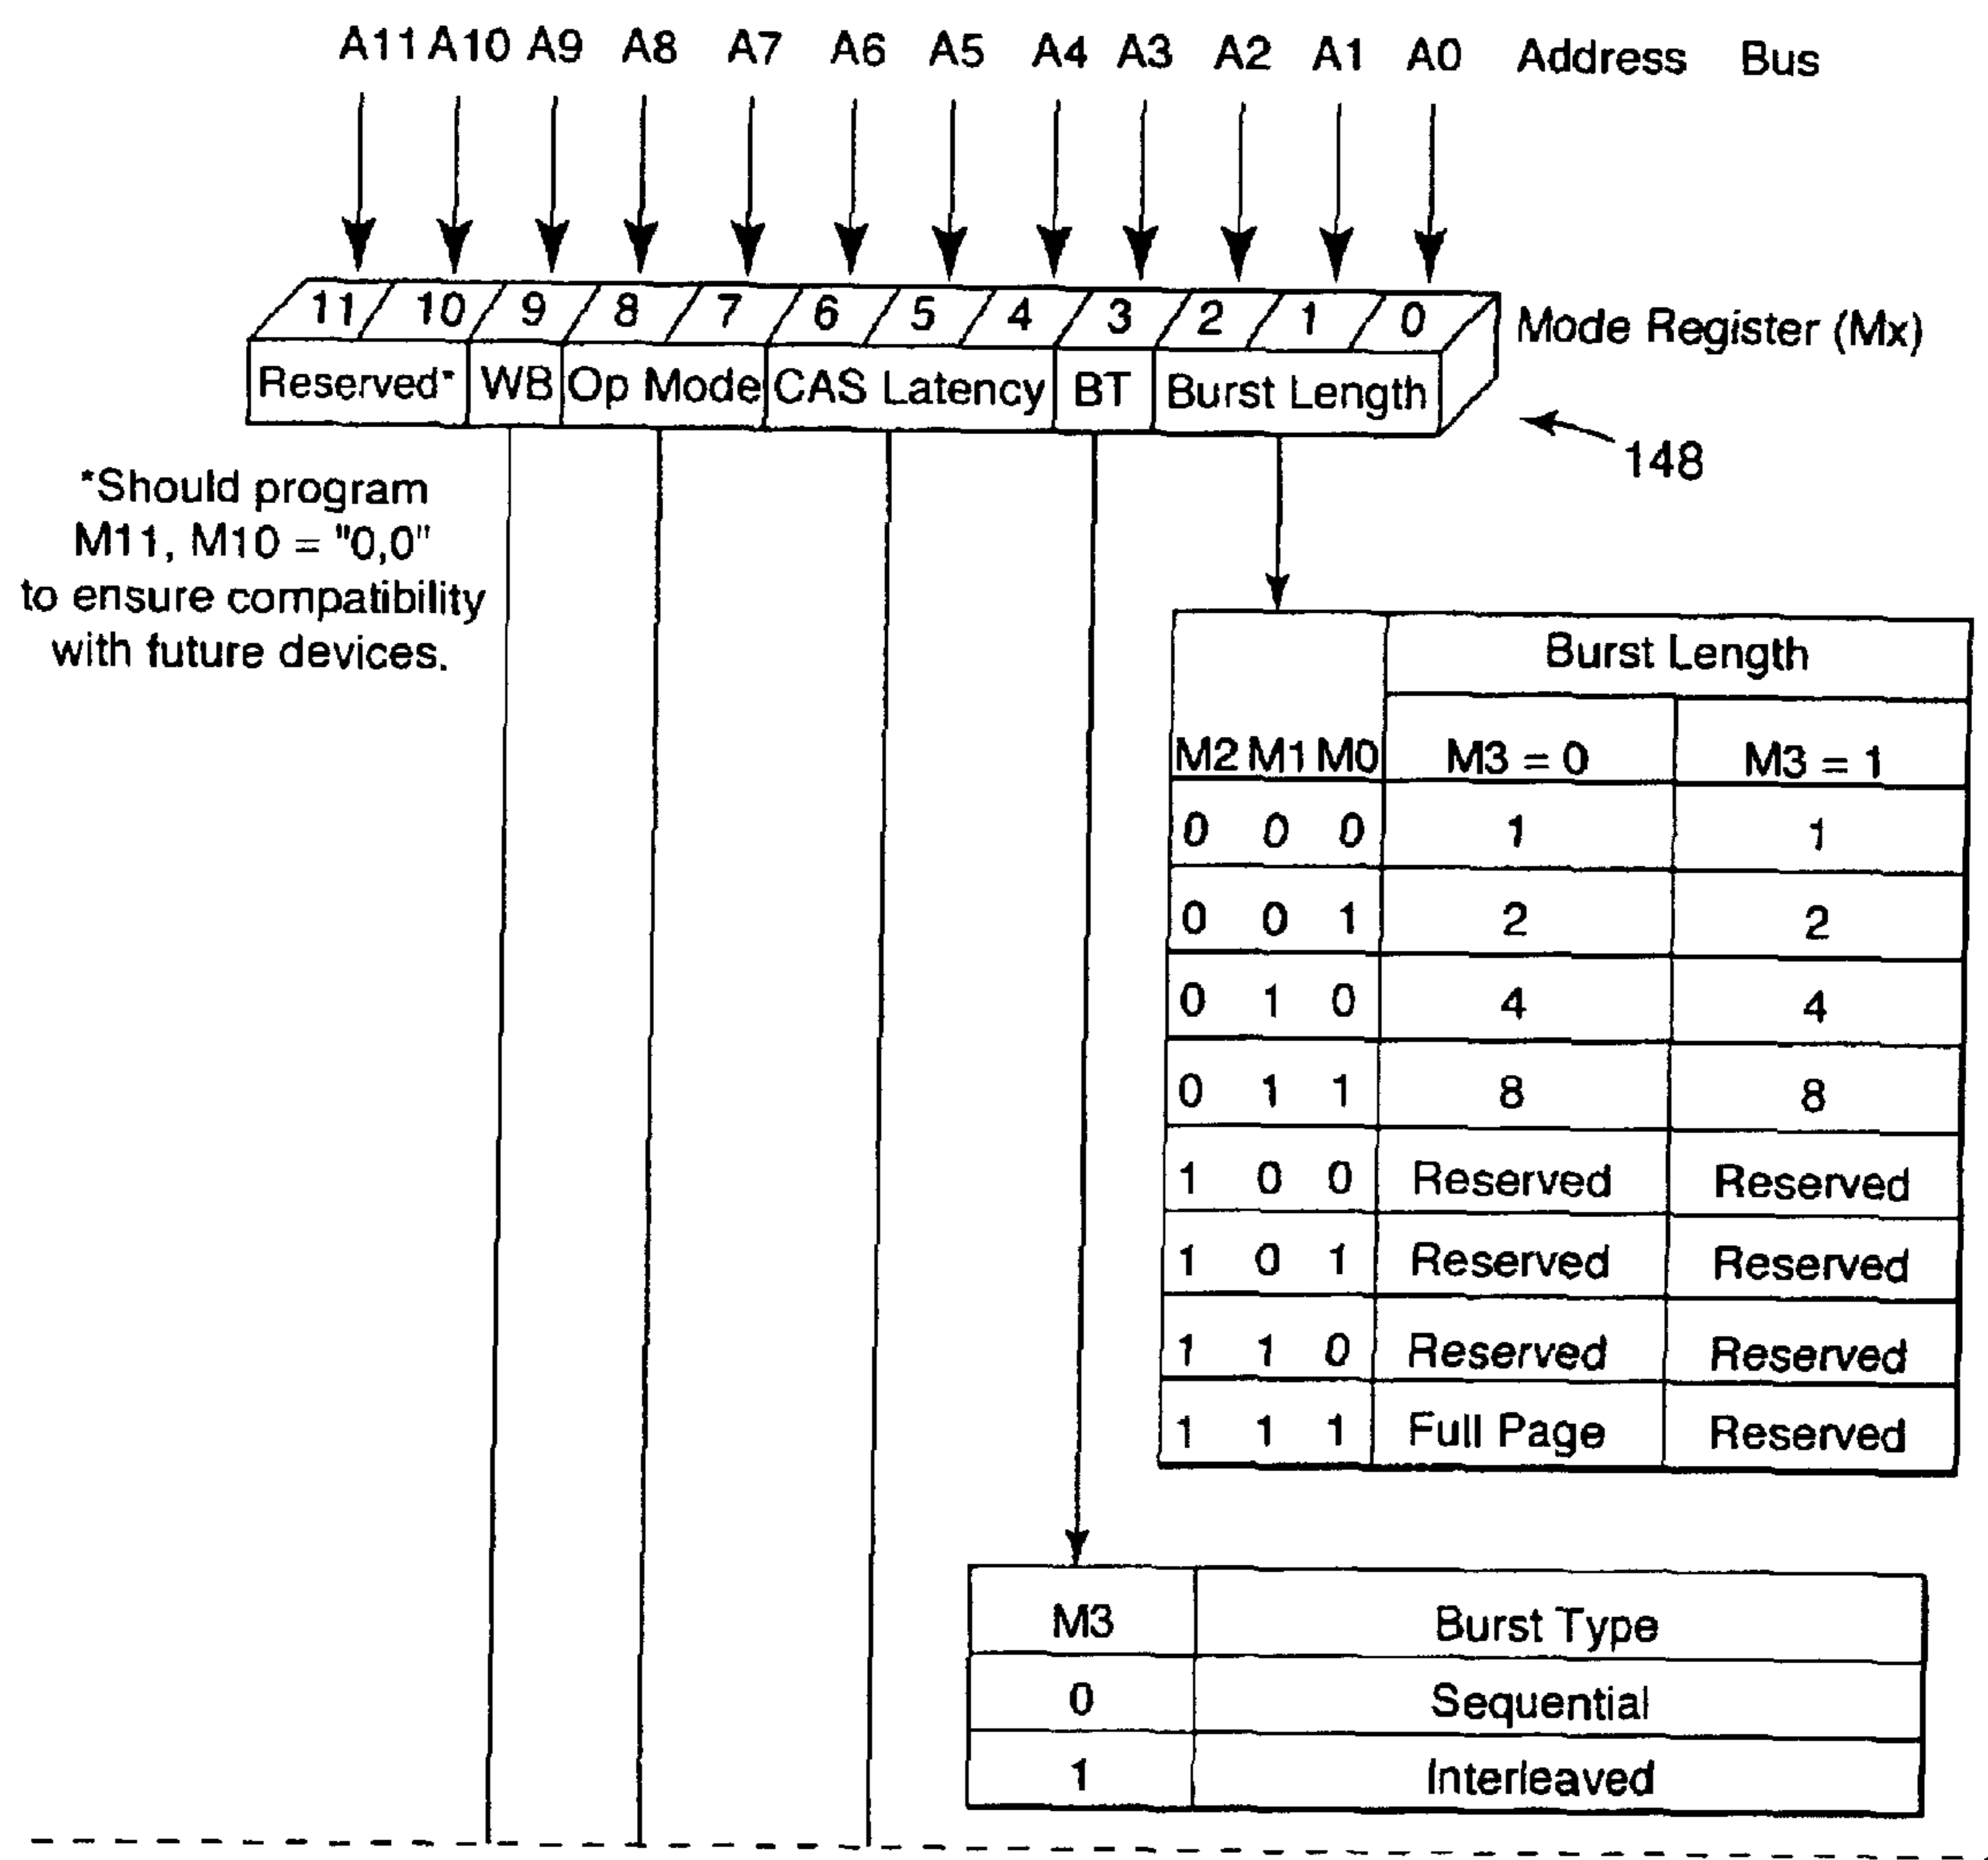 A11 A10 A9 A8 A7 A6 A5 A4 A3 A2 A1 A0 Address Bus
11 10 9 8 7 6 5 4 3 2 1 0 Mode Register (Mx)
Reserved* WB Op Mode CAS Latency BT Burst Length
148
*Should program
M11, M10 = "0,0"
to ensure compatibility
with future devices.
Burst Length
M2 M1 M0 M3 = 0 M3 = 1
0 0 0 1 1
0 0 1 2 2
0 1 0 4 4
0 1 1 8 8
1 0 0 Reserved Reserved
1 0 1 Reserved Reserved
1 1 0 Reserved Reserved
1 1 1 Full Page Reserved
M3 Burst Type
0 Sequential
1 Interleaved